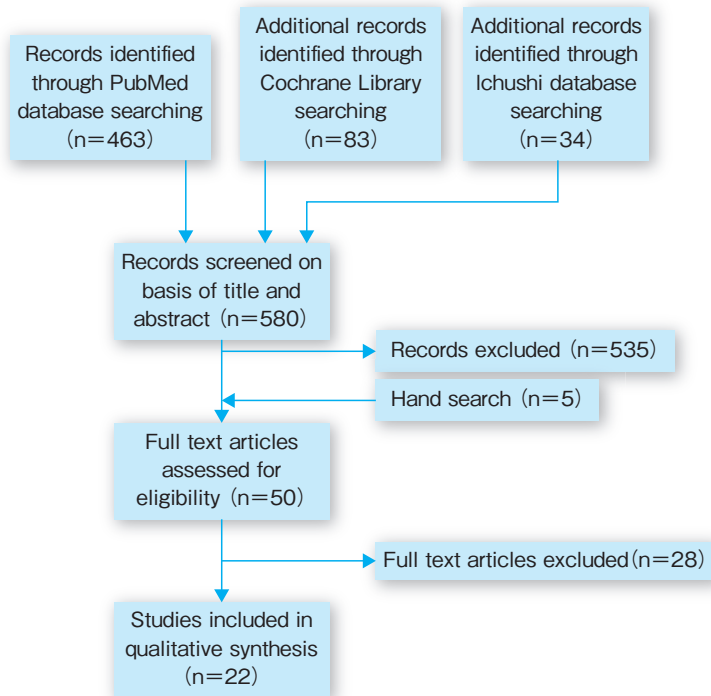 Records identified
through PubMed
database searching
(n=463)
Additional records
identified through
Cochrane Library
searching
(n=83)
Additional records
identified through
Ichushi database
searching
(n=34)
Records screened on
basis of title and
abstract (n=580)
Records excluded (n=535)
Hand search (n=5)
Full text articles
assessed for
eligibility (n=50)
Full text articles excluded(n=28)
Studies included in
qualitative synthesis
(n=22)